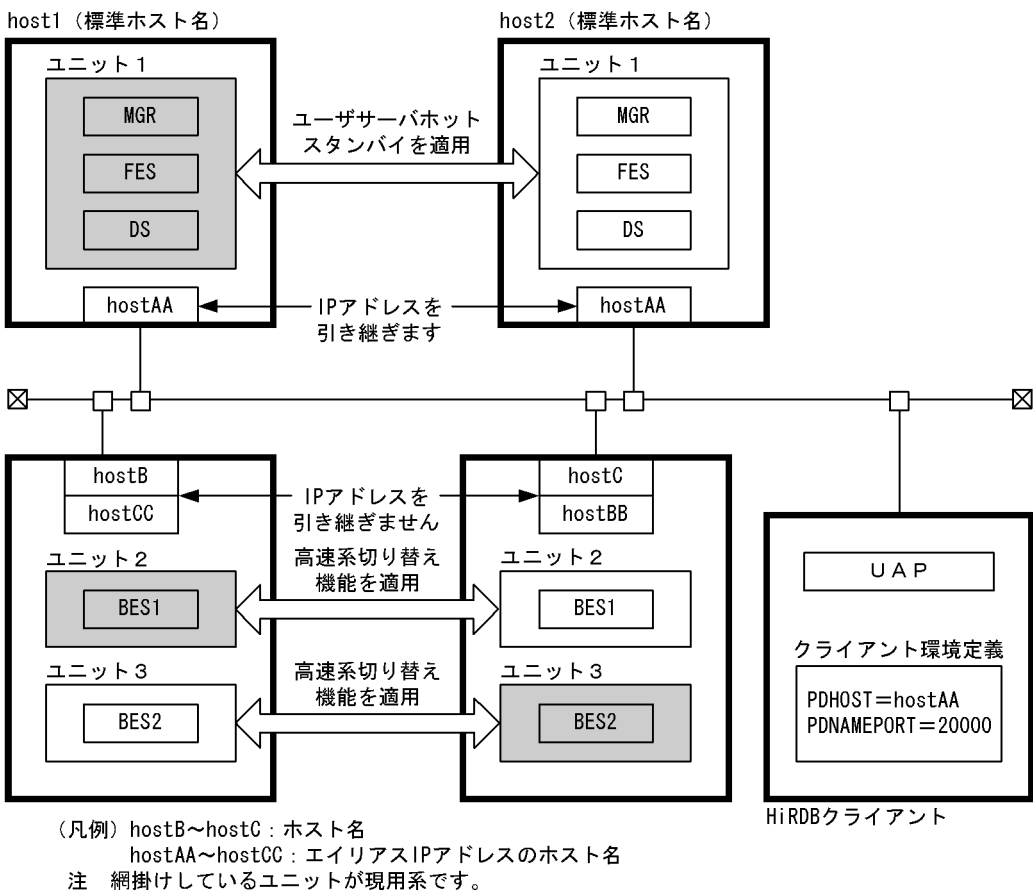 host1（標準ホスト名）
host2（標準ホスト名）
ユニット1
ユニット1
MGR
FES
DS
ユーザサーバホット
スタンバイを適用
MGR
FES
DS
hostAA
IPアドレスを
引き継ぎます
hostAA
hostB
hostCC
IPアドレスを
引き継ぎません
hostC
hostBB
ユニット2
BES1
高速系切り替え
機能を適用
ユニット2
BES1
ユニット3
BES2
高速系切り替え
機能を適用
ユニット3
BES2
UAP
クライアント環境定義
PDHOST＝hostAA
PDNAMEPORT＝20000
HiRDBクライアント
（凡例）hostB～hostC：ホスト名
hostAA～hostCC：エイリアスIPアドレスのホスト名
注　網掛けしているユニットが現用系です。